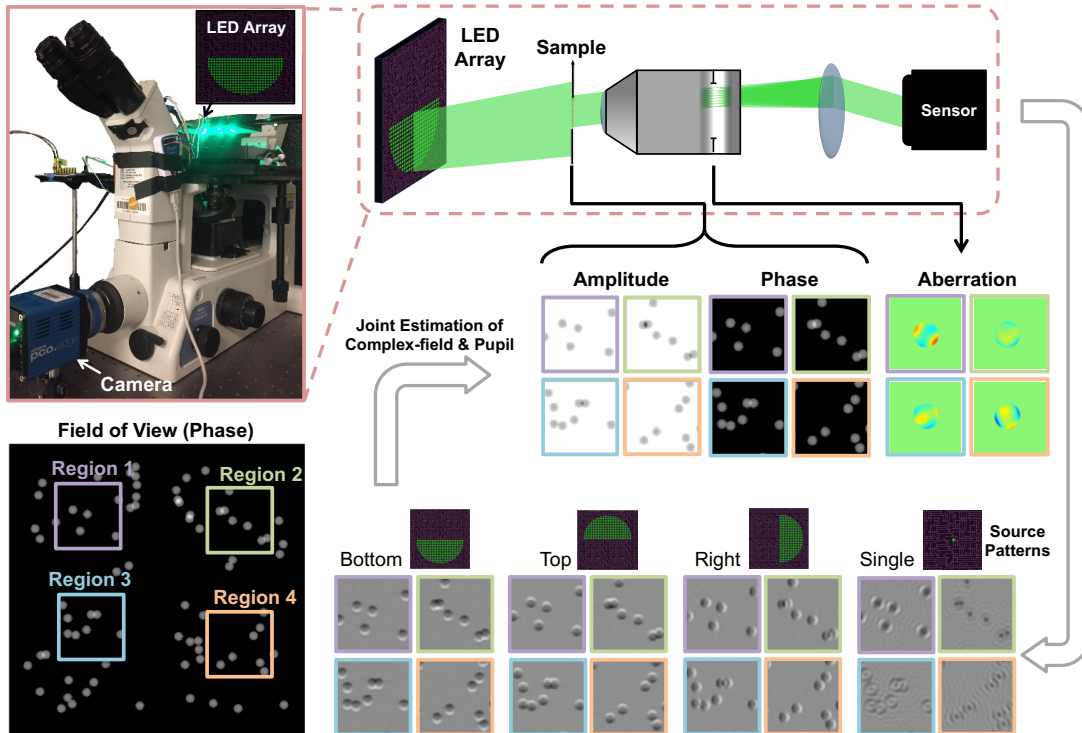 LED Array
LED
Array
Sample
Sensor
pco.edge
Camera
Amplitude
Phase
Aberration
Joint Estimation of
Complex-field & Pupil
Field of View (Phase)
Region 1
Region 2
Region 3
Region 4
Bottom
Top
Right
Single
Source
Patterns